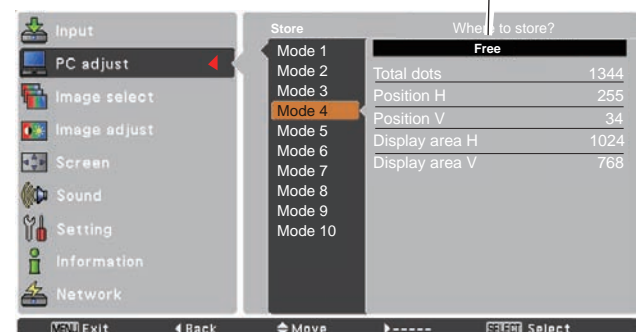 Input
PC adjust
Image select
Image adjust
Screen
Sound
Setting
Information
Network
Store
Mode 1
Mode 2
Mode 3
Mode 4
Mode 5
Mode 6
Mode 7
Mode 8
Mode 9
Mode 10
Where to store?
Free
Total dots 1344
Position H 255
Position V 34
Display area H 1024
Display area V 768
MENU Exit ◀Back Move ▶----- SELECT Select